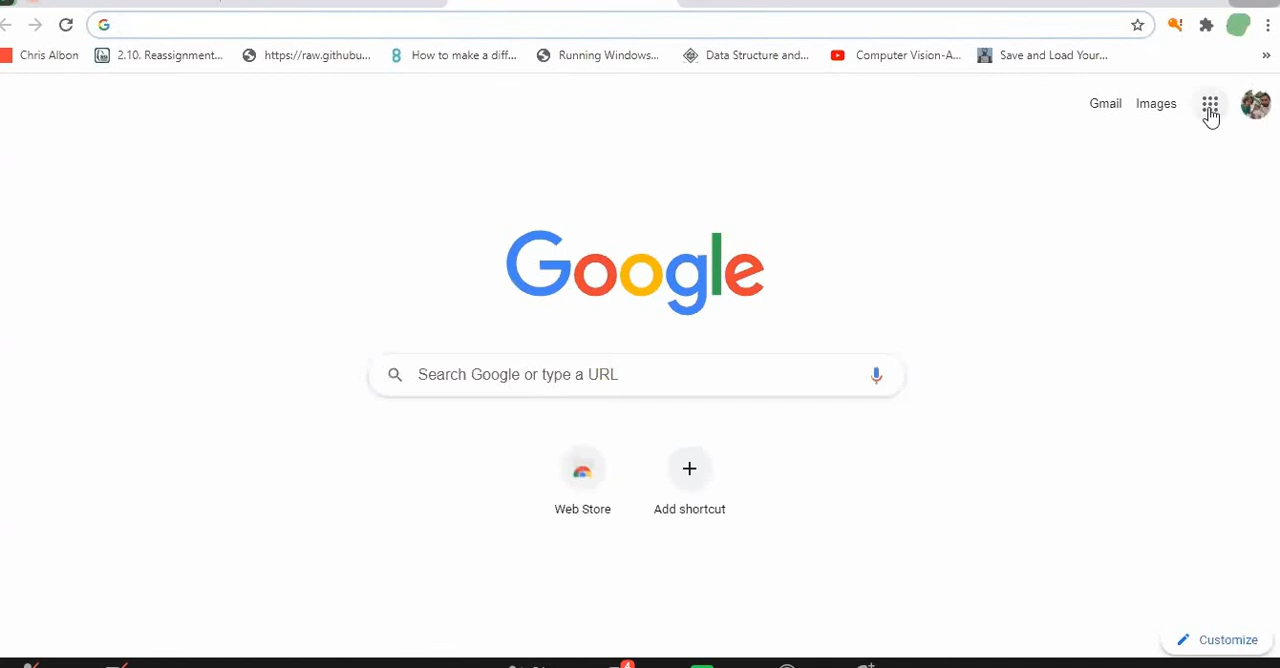 Chris Albon 2.10. Reassignment... https://raw.githubu... How to make a diff... Running Windows... Data Structure and... Computer Vision-A... Save and Load Your... »
Gmail Images
Google
Search Google or type a URL
Web Store Add shortcut
Customize
4